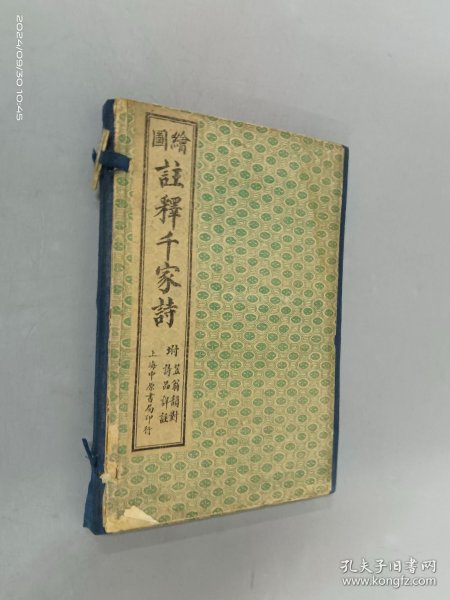 2024/09/30 10:45
繪圖
註釋千家詩
附
笠翁韻對
詩品詳註
上海中原書局印行
孔夫子旧书网
www.kongfz.com